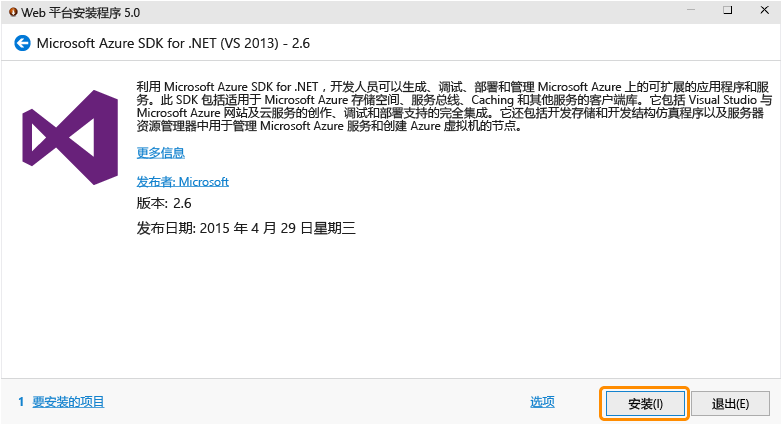 Web 平台安装程序 5.0
Microsoft Azure SDK for .NET (VS 2013) - 2.6
利用 Microsoft Azure SDK for .NET，开发人员可以生成、调试、部署和管理 Microsoft Azure 上的可扩展的应用程序和服
务。此 SDK 包括适用于 Microsoft Azure 存储空间、服务总线、Caching 和其他服务的客户端库。它包括 Visual Studio 与
Microsoft Azure 网站及云服务的创作、调试和部署支持的完全集成。它还包括开发存储和开发结构仿真程序以及服务器
资源管理器中用于管理 Microsoft Azure 服务和创建 Azure 虚拟机的节点。
更多信息
发布者: Microsoft
版本: 2.6
发布日期: 2015 年 4 月 29 日星期三
1 要安装的项目 选项 安装(I) 退出(E)